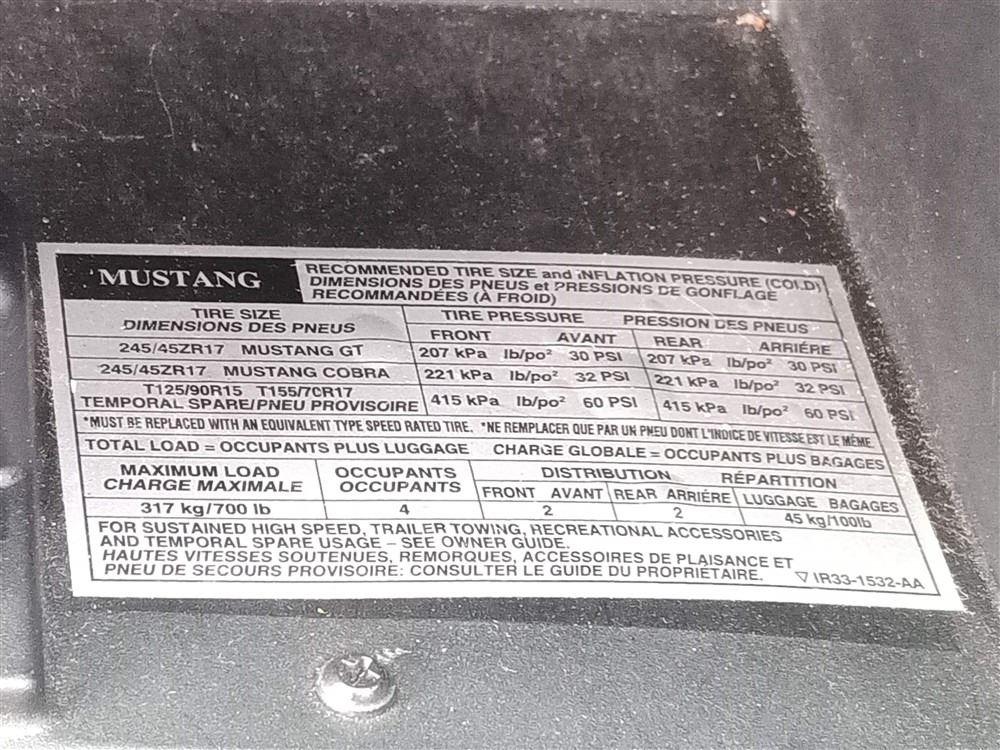 MUSTANG
RECOMMENDED TIRE SIZE and INFLATION PRESSURE (COLD)
DIMENSIONS DES PNEUS et PRESSIONS DE GONFLAGE
RECOMMANDÉES (À FROID)
TIRE SIZE
DIMENSIONS DES PNEUS
TIRE PRESSURE PRESSION DES PNEUS
FRONT AVANT REAR ARRIÉRE
245/45ZR17 MUSTANG GT 207 kPa lb/po² 30 PSI 207 kPa lb/po² 30 PSI
245/45ZR17 MUSTANG COBRA 221 kPa lb/po² 32 PSI 221 kPa lb/po² 32 PSI
T125/90R15 T155/70R17
TEMPORAL SPARE/PNEU PROVISOIRE 415 kPa lb/po² 60 PSI 415 kPa lb/po² 60 PSI
*MUST BE REPLACED WITH AN EQUIVALENT TYPE SPEED RATED TIRE. *NE REMPLACER QUE PAR UN PNEU DONT L'INDICE DE VITESSE EST LE MÊME
TOTAL LOAD = OCCUPANTS PLUS LUGGAGE CHARGE GLOBALE = OCCUPANTS PLUS BAGAGES
MAXIMUM LOAD
CHARGE MAXIMALE
OCCUPANTS
OCCUPANTS
DISTRIBUTION RÉPARTITION
FRONT AVANT REAR ARRIÉRE LUGGAGE BAGAGES
317 kg/700 lb 4 2 2 45 kg/100lb
FOR SUSTAINED HIGH SPEED, TRAILER TOWING, RECREATIONAL ACCESSORIES
AND TEMPORAL SPARE USAGE – SEE OWNER GUIDE.
HAUTES VITESSES SOUTENUES, REMORQUES, ACCESSOIRES DE PLAISANCE ET
PNEU DE SECOURS PROVISOIRE: CONSULTER LE GUIDE DU PROPRIETAIRE.
▽ IR33-1532-AA